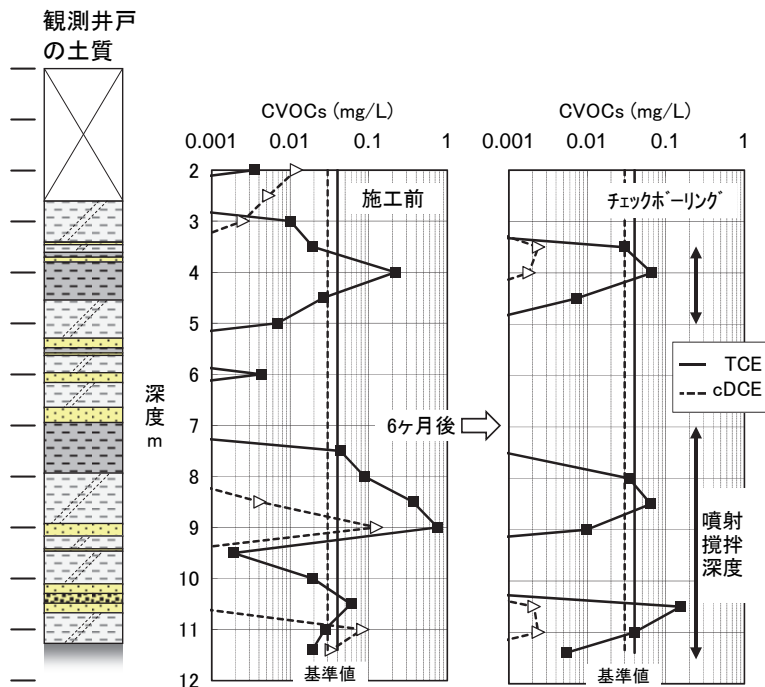 観測井戸
の土質
CVOCs (mg/L)
0.001 0.01 0.1 1
施工前
2
3
4
5
6
7
8
9
10
11
12
深度
m
基準値
6ヶ月後
CVOCs (mg/L)
0.001 0.01 0.1 1
チェックボーリング
TCE
cDCE
噴射
撹拌
深度
基準値